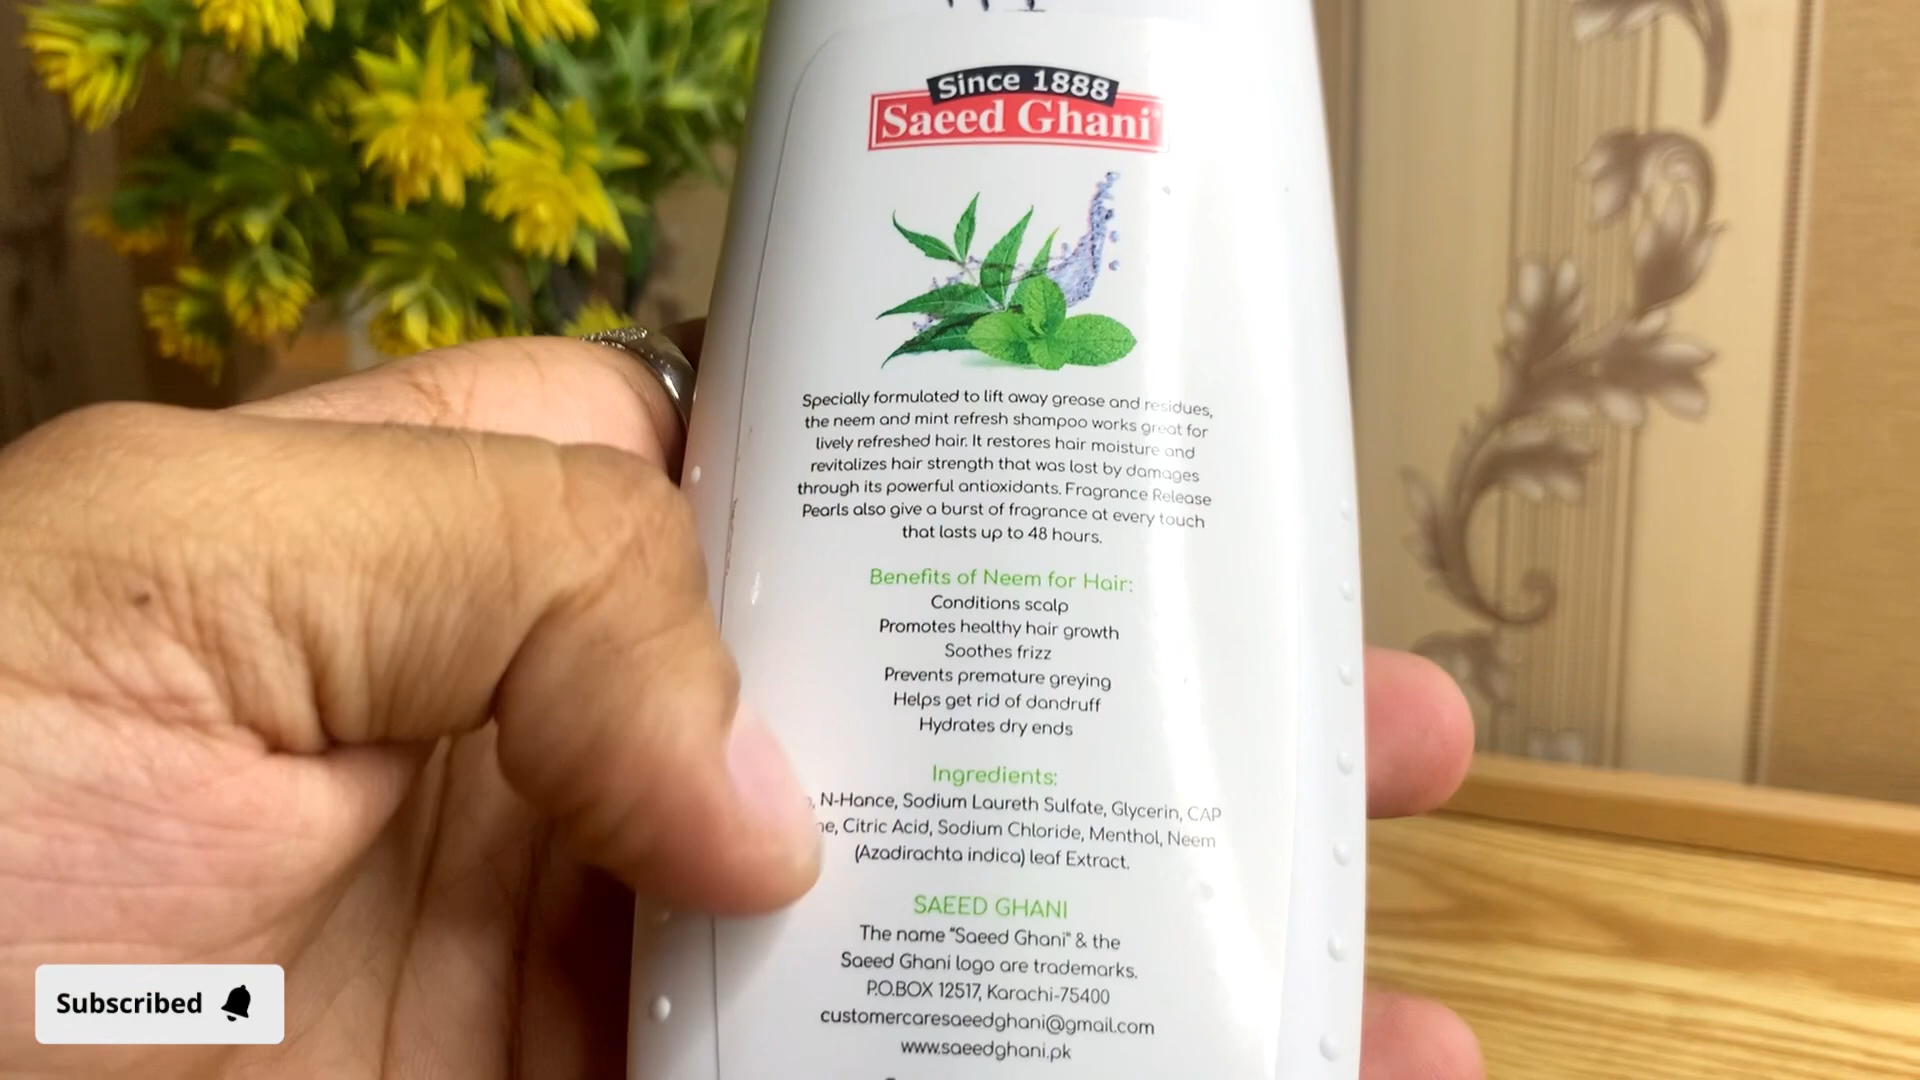 Since 1888
Saeed Ghani
Specially formulated to lift away grease and residues,
the neem and mint refresh shampoo works great for
lively refreshed hair. It restores hair moisture and
revitalizes hair strength that was lost by damages
through its powerful antioxidants. Fragrance Release
Pearls also give a burst of fragrance at every touch
that lasts up to 48 hours.
Benefits of Neem for Hair:
Conditions scalp
Promotes healthy hair growth
Soothes frizz
Prevents premature greying
Helps get rid of dandruff
Hydrates dry ends
Ingredients:
N-Hance, Sodium Laureth Sulfate, Glycerin, CAP
Citric Acid, Sodium Chloride, Menthol, Neem
(Azadirachta indica) leaf Extract.
SAEED GHANI
The name "Saeed Ghani" & the
Saeed Ghani logo are trademarks.
P.O.BOX 12517, Karachi-75400
customercaresaeedghani@gmail.com
www.saeedghani.pk
Subscribed